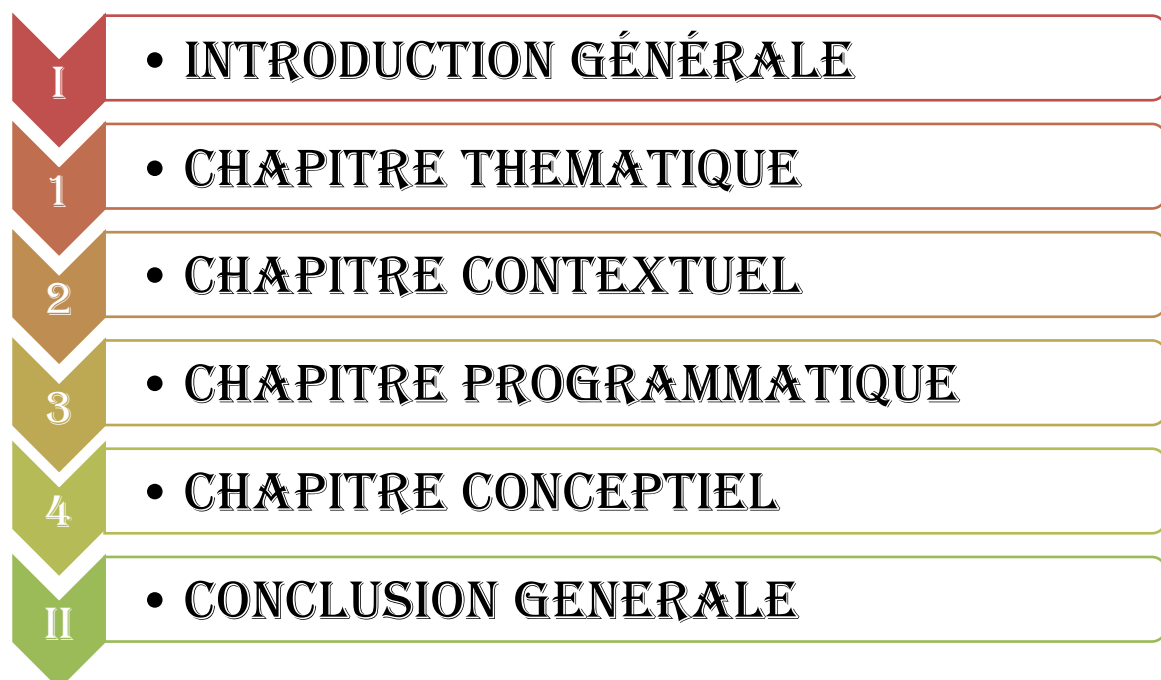 I
• INTRODUCTION GÉNÉRALE
1
• CHAPITRE THEMATIQUE
2
• CHAPITRE CONTEXTUEL
3
• CHAPITRE PROGRAMMATIQUE
4
• CHAPITRE CONCEPTIEL
II
• CONCLUSION GENERALE